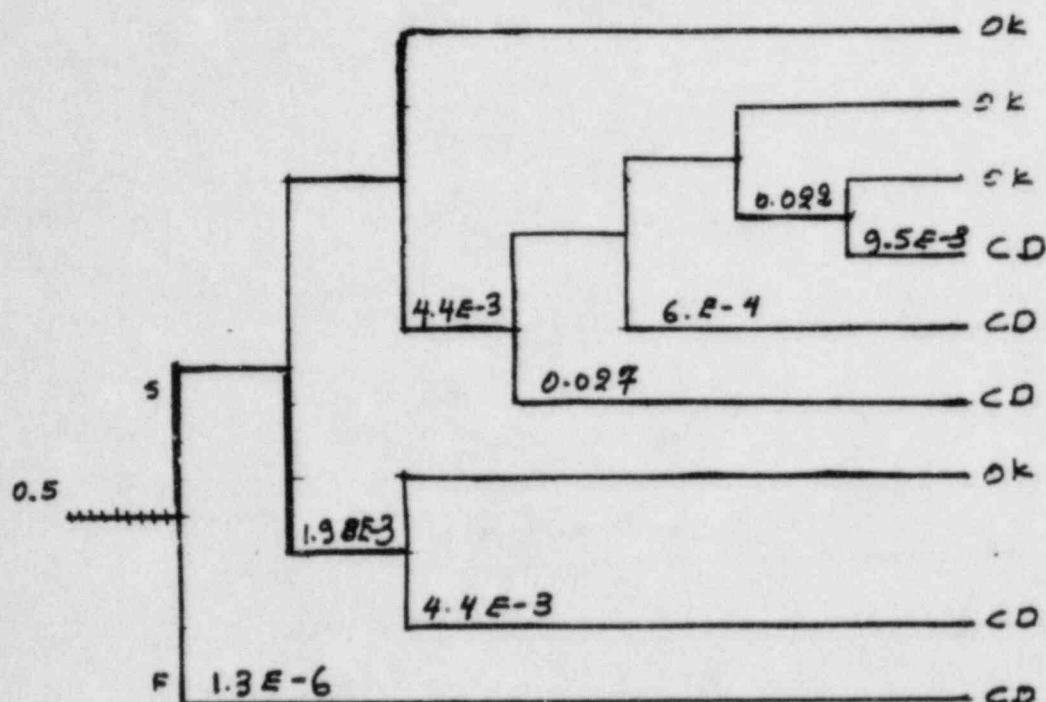 OK
OK
OK
0.022
9.5E-3 CD
4.4E-3 6.E-4 CD
0.027 CD
S
0.5 OK
1.98E-3
4.4E-3 CD
F 1.3E-6 CD